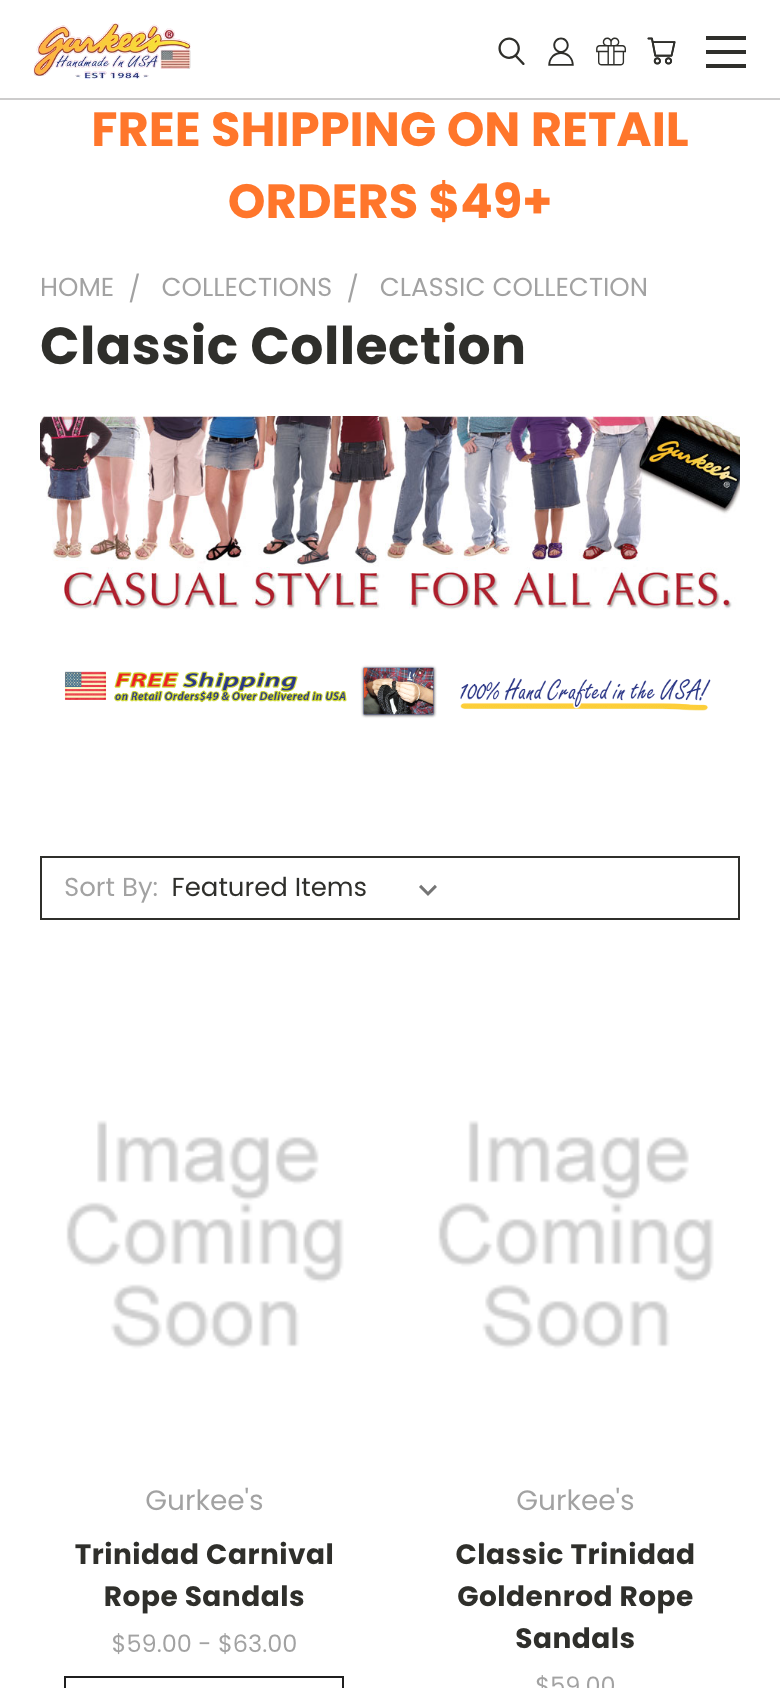 Gurkee's®
Handmade In USA
- EST 1984 -
FREE SHIPPING ON RETAIL
ORDERS $49+
HOME / COLLECTIONS / CLASSIC COLLECTION
Classic Collection
Gurkee's®
CASUAL STYLE FOR ALL AGES.
FREE Shipping
on Retail Orders$49 & Over Delivered in USA
100% Hand Crafted in the USA!
Sort By: Featured Items
Image
Coming
Soon
Image
Coming
Soon
Gurkee's
Trinidad Carnival
Rope Sandals
$59.00 - $63.00
Gurkee's
Classic Trinidad
Goldenrod Rope
Sandals
$59.00